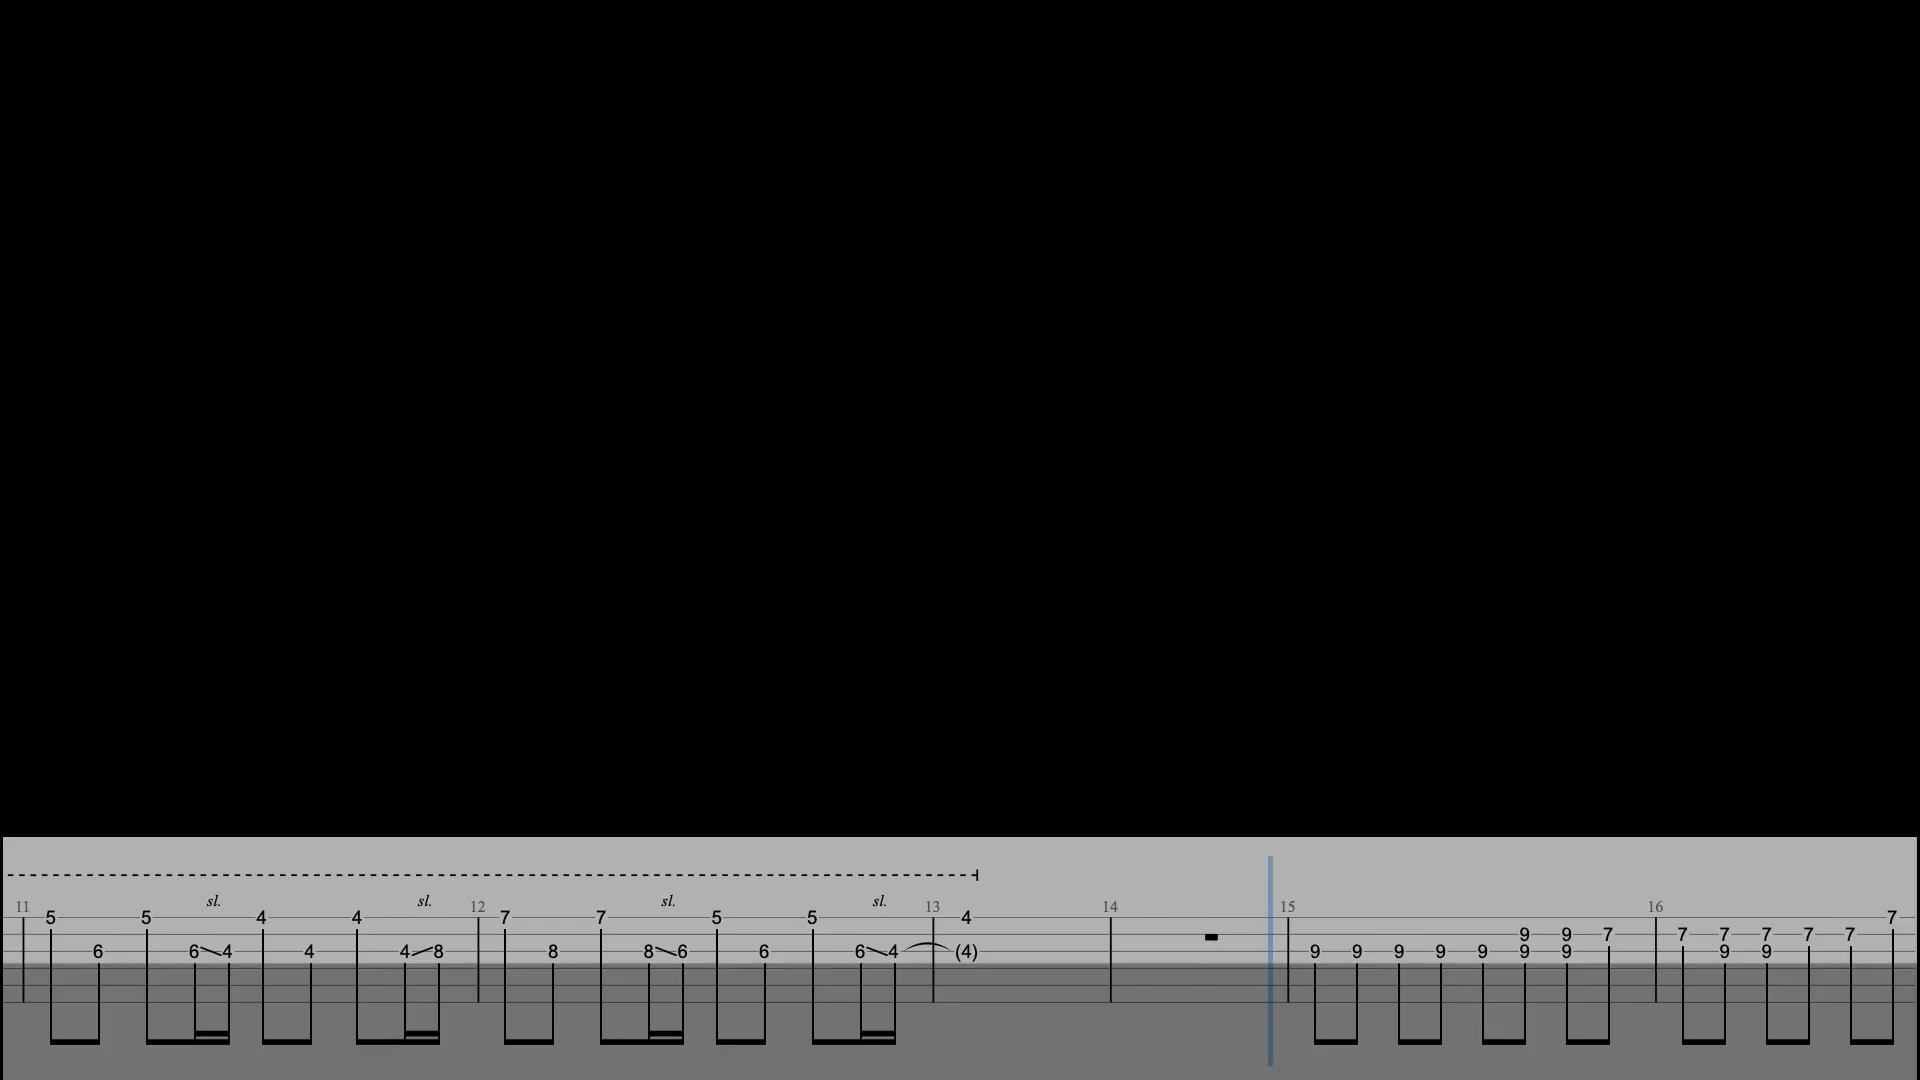 sl. sl. sl. sl.
11 12 13 14 15 16
5 5 4 4 7 7 5 5 4 7
9 9 7 7 7 7 7 7
6 6 4 4 4 8 8 8 6 6 6 4 (4) 9 9 9 9 9 9 9 9 9